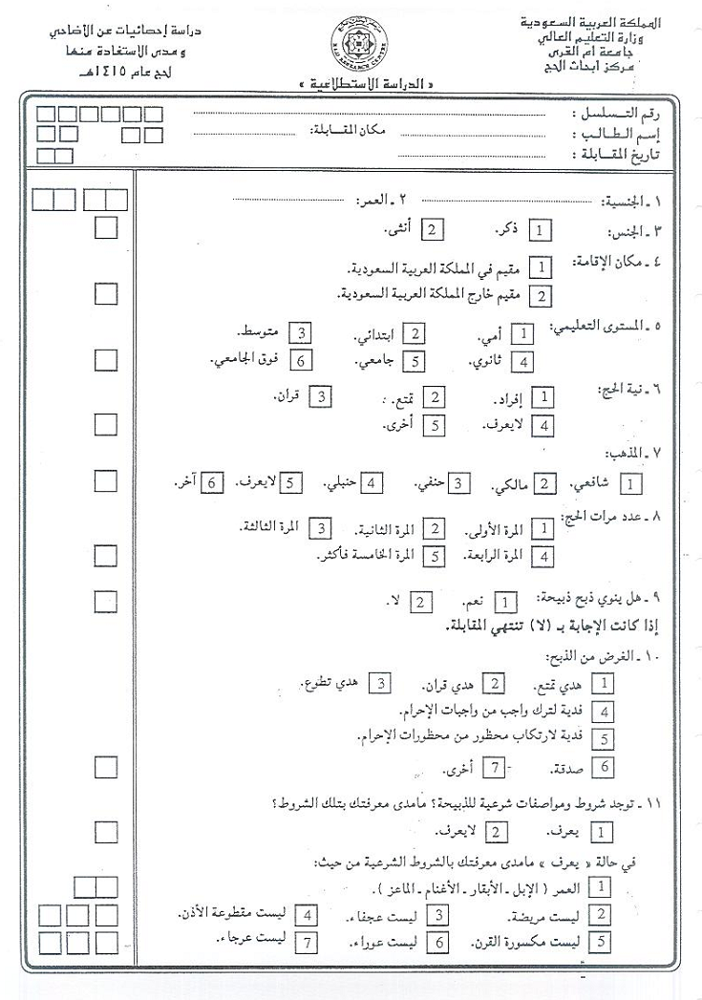 المملكة العربية السعودية
وزارة التعليم العالي
جامعة أم القرى
مركز أبحاث الحج
HAJJ RESEARCH CENTRE
دراسة إحصائيات عن الأضاحي
ومدى الاستفادة منها
لحج عام ١٤١٥هـ
« الدراسة الاستطلاعية »
رقم التسلسل :
إسم الطالب : مكان المقابلة:
تاريخ المقابلة :
١ ـ الجنسية: ٢ ـ العمر:
٣ ـ الجنس: 1 ذكر. 2 أنثى.
٤ ـ مكان الإقامة: 1 مقيم في المملكة العربية السعودية.
2 مقيم خارج المملكة العربية السعودية.
٥ ـ المستوى التعليمي: 1 أمي. 2 ابتدائي. 3 متوسط.
4 ثانوي. 5 جامعي. 6 فوق الجامعي.
٦ ـ نية الحج: 1 إفراد. 2 تمتع. 3 قران.
4 لايعرف. 5 أخرى.
٧ ـ المذهب:
1 شافعي. 2 مالكي. 3 حنفي. 4 حنبلي. 5 لايعرف. 6 آخر.
٨ ـ عدد مرات الحج: 1 المرة الأولى. 2 المرة الثانية. 3 المرة الثالثة.
4 المرة الرابعة. 5 المرة الخامسة فأكثر.
٩ ـ هل ينوي ذبح ذبيحة: 1 نعم. 2 لا.
إذا كانت الإجابة بـ (لا) تنتهي المقابلة.
١٠ ـ الغرض من الذبح:
1 هدي تمتع. 2 هدي قران. 3 هدي تطوع.
4 فدية لترك واجب من واجبات الإحرام.
5 فدية لارتكاب محظور من محظورات الإحرام.
6 صدقة. 7 أخرى.
١١ ـ توجد شروط ومواصفات شرعية للذبيحة؟ مامدى معرفتك بتلك الشروط؟
1 يعرف. 2 لايعرف.
في حالة « يعرف » مامدى معرفتك بالشروط الشرعية من حيث:
1 العمر ( الإبل ـ الأبقار ـ الأغنام ـ الماعز ).
2 ليست مريضة. 3 ليست عجفاء. 4 ليست مقطوعة الأذن.
5 ليست مكسورة القرن. 6 ليست عوراء. 7 ليست عرجاء.